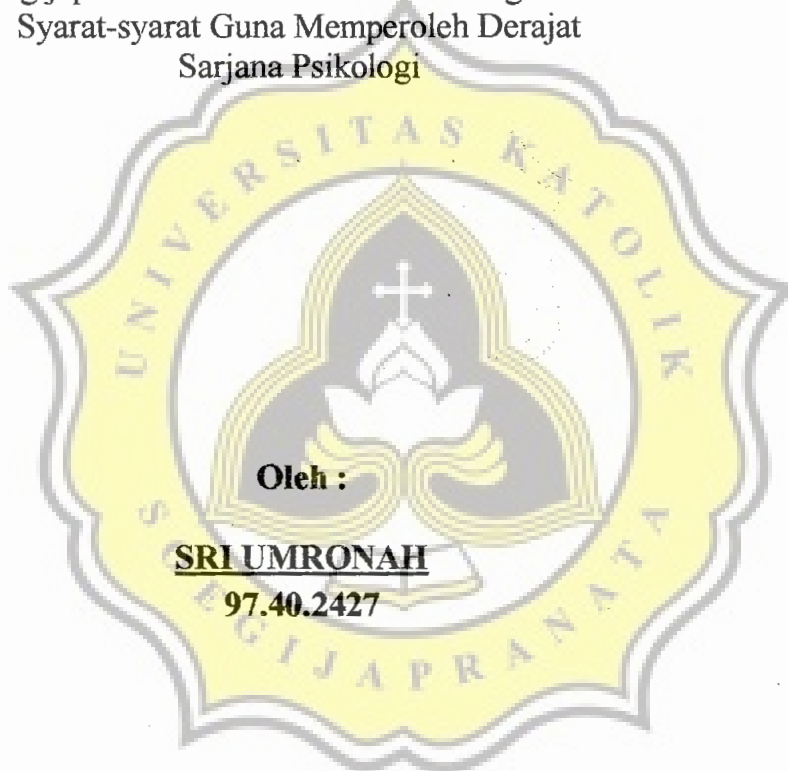 Syarat-syarat Guna Memperoleh Derajat
Sarjana Psikologi
UNIVERSITAS KATOLIK
Oleh :
SRI UMRONAH
97.40.2427
SOEGIJAPRANATA